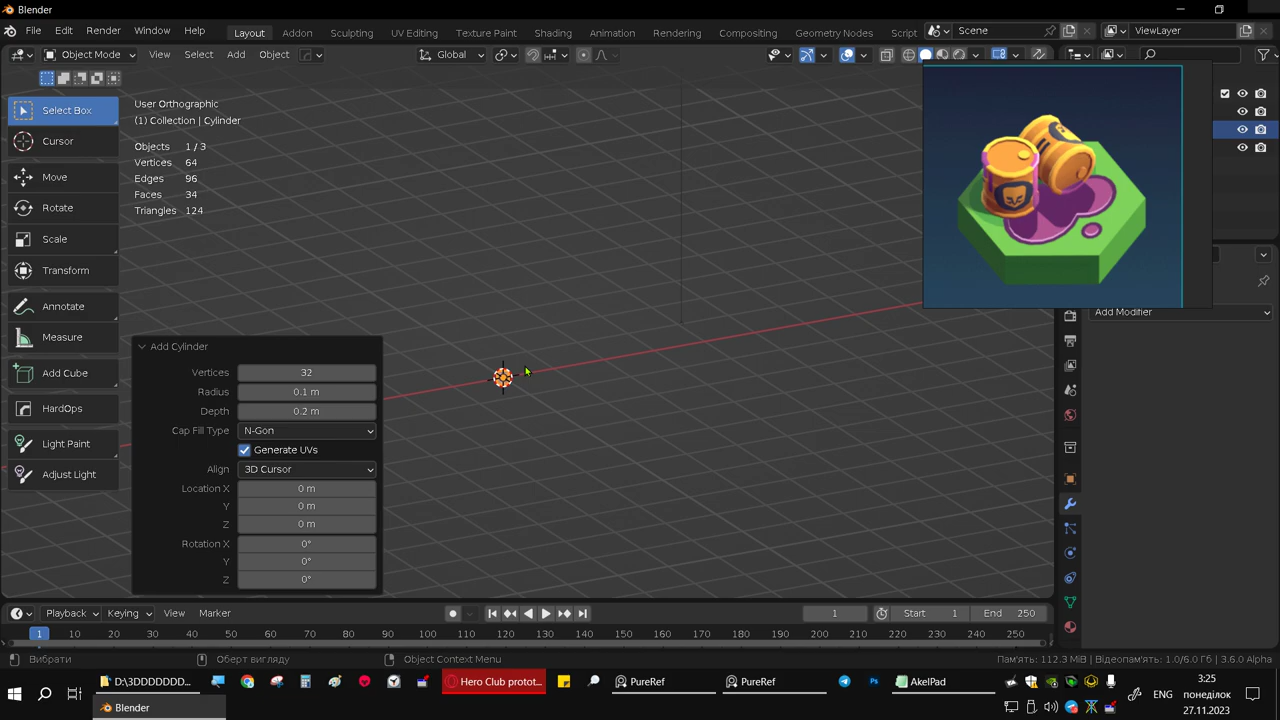 Blender
File Edit Render Window Help Layout Addon Sculpting UV Editing Texture Paint Shading Animation Rendering Compositing Geometry Nodes Script Scene ViewLayer
Object Mode View Select Add Object Global
Select Box
Cursor
Move
Rotate
Scale
Transform
Annotate
Measure
Add Cube
HardOps
Light Paint
Adjust Light
User Orthographic
(1) Collection | Cylinder
Objects 1 / 3
Vertices 64
Edges 96
Faces 34
Triangles 124
Add Cylinder
Vertices 32
Radius 0.1 m
Depth 0.2 m
Cap Fill Type N-Gon
Generate UVs
Align 3D Cursor
Location X 0 m
Y 0 m
Z 0 m
Rotation X 0°
Y 0°
Z 0°
Add Modifier
Playback Keying View Marker 1 Start 1 End 250
1 10 20 30 40 50 60 70 80 90 100 110 120 130 140 150 160 170 180 190 200 210 220 230 240 250
Вибрати Оберт вигляду Object Context Menu Пам'ять: 112.3 MiB | Відеопам'ять: 1.0/6.0 Гіб | 3.6.0 Alpha
D:\3DDDDDDD... Hero Club protot... PureRef PureRef AkelPad
Blender
ENG
3:25
понеділок
27.11.2023